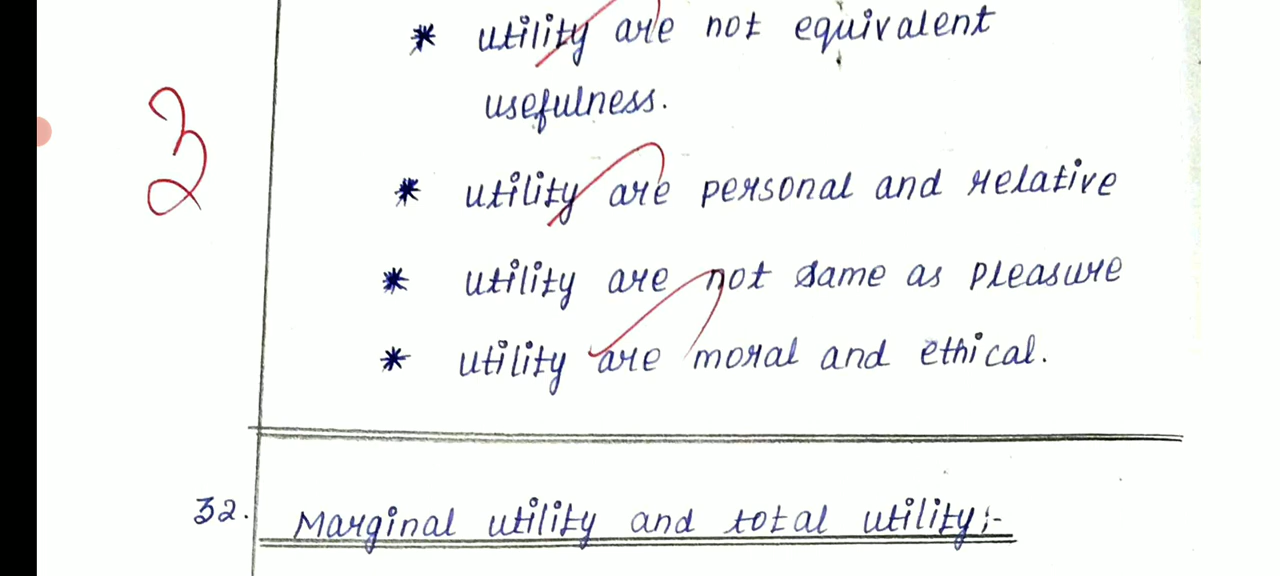 * utility are not equivalent
usefulness.
3
* utility are personal and relative
* utility are not same as pleasure
* utility are moral and ethical.
32. Marginal utility and total utility:-